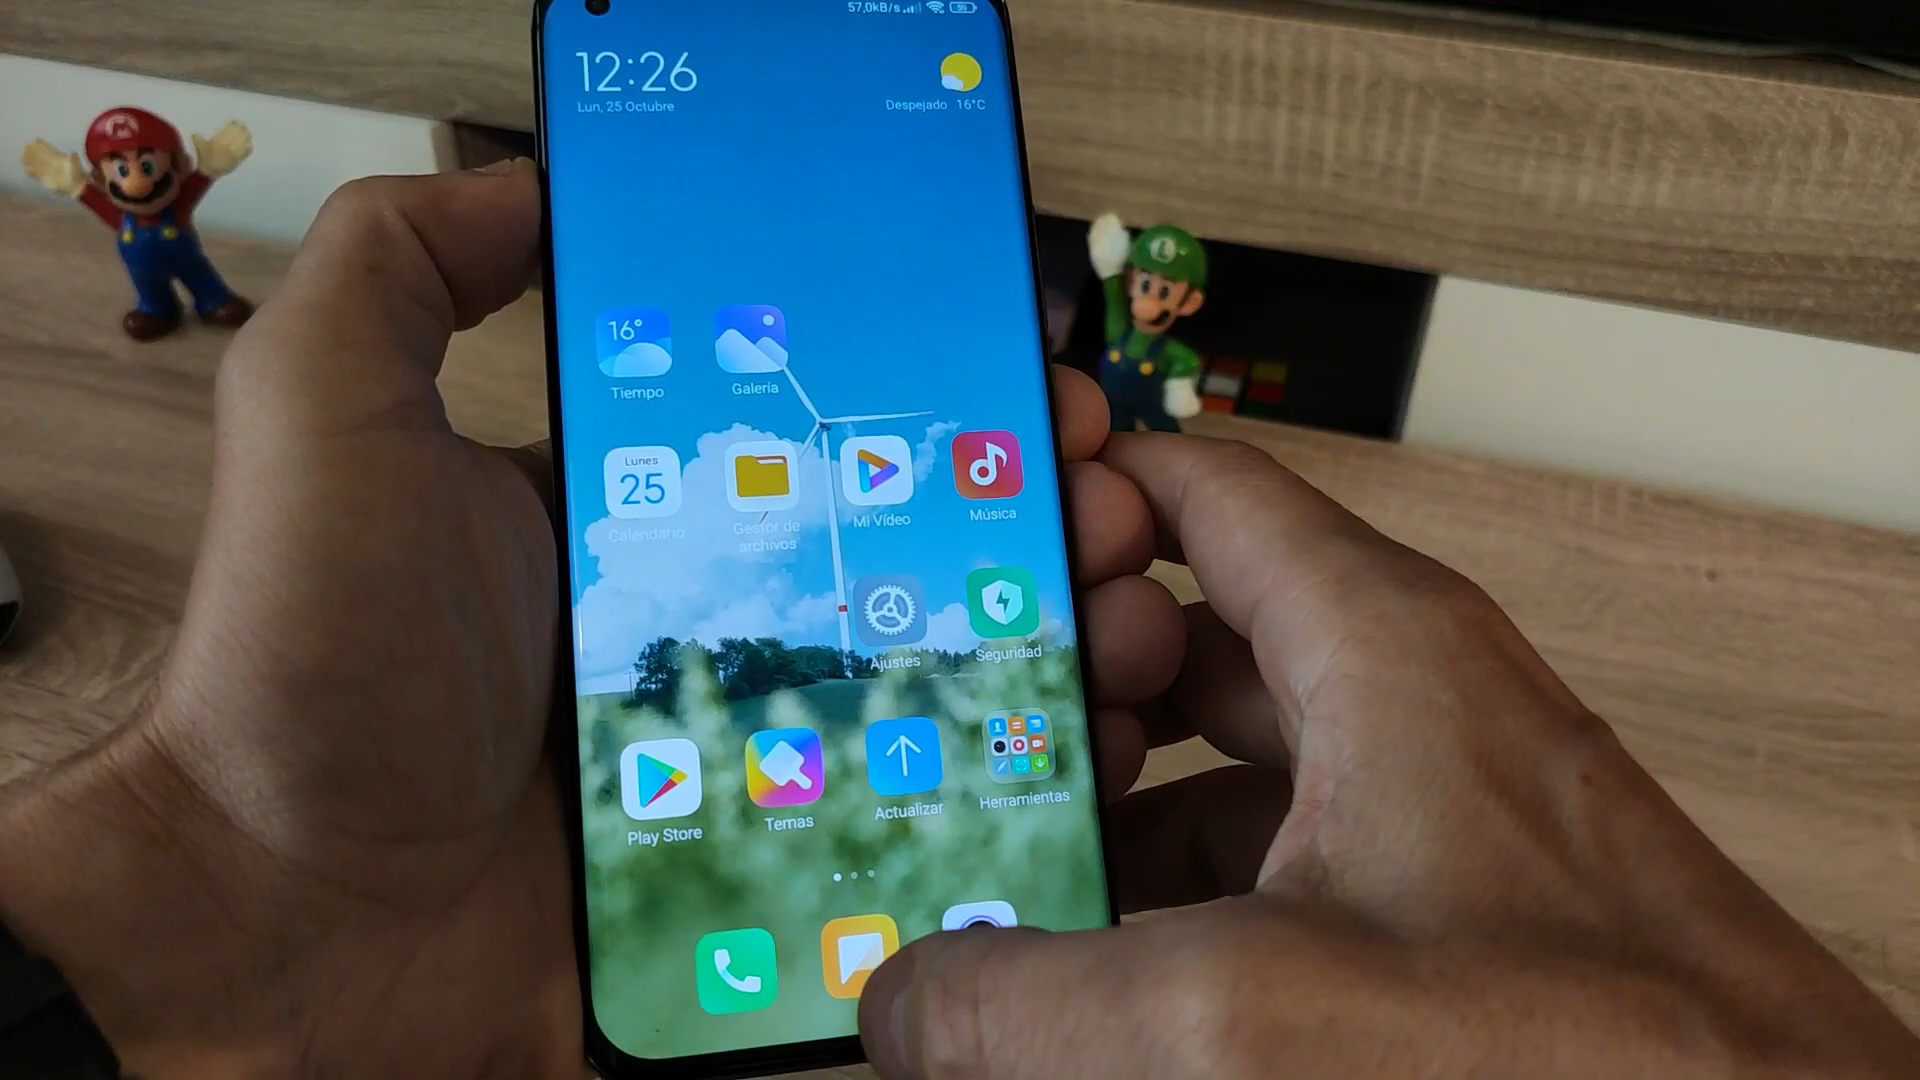 57,0kB/s
59
12:26
Lun, 25 Octubre
Despejado 16°C
16°
Tiempo
Galería
Lunes
25
Calendario
Gestor de
archivos
Mi Vídeo
Música
Ajustes
Seguridad
Play Store
Temas
Actualizar
Herramientas
M
L